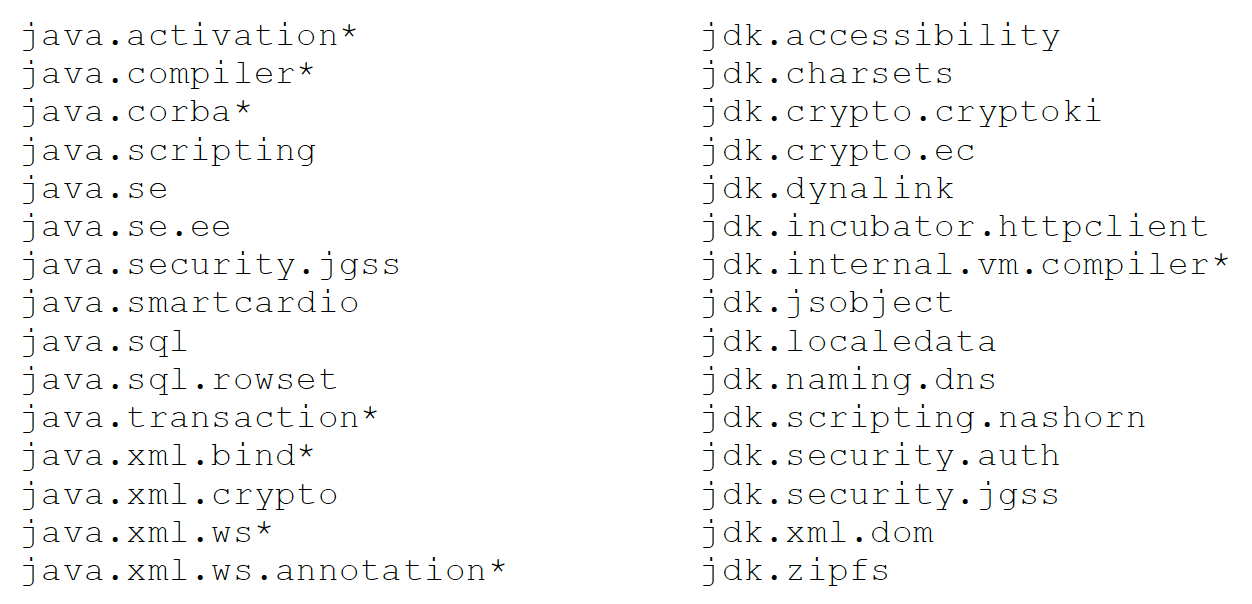 java.activation*
java.compiler*
java.corba*
java.scripting
java.se
java.se.ee
java.security.jgss
java.smartcardio
java.sql
java.sql.rowset
java.transaction*
java.xml.bind*
java.xml.crypto
java.xml.ws*
java.xml.ws.annotation*
jdk.accessibility
jdk.charsets
jdk.crypto.cryptoki
jdk.crypto.ec
jdk.dynalink
jdk.incubator.httpclient
jdk.internal.vm.compiler*
jdk.jsobject
jdk.localedata
jdk.naming.dns
jdk.scripting.nashorn
jdk.security.auth
jdk.security.jgss
jdk.xml.dom
jdk.zipfs